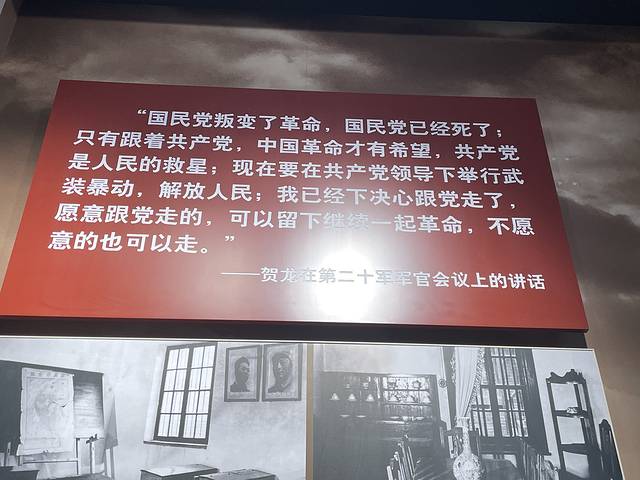 “国民党叛变了革命，国民党已经死了；
只有跟着共产党，中国革命才有希望，共产党
是人民的救星；现在要在共产党领导下举行武
装暴动，解放人民；我已经下决心跟党走了，
愿意跟党走的，可以留下继续一起革命，不愿
意的也可以走。”
——贺龙在第二十军军官会议上的讲话